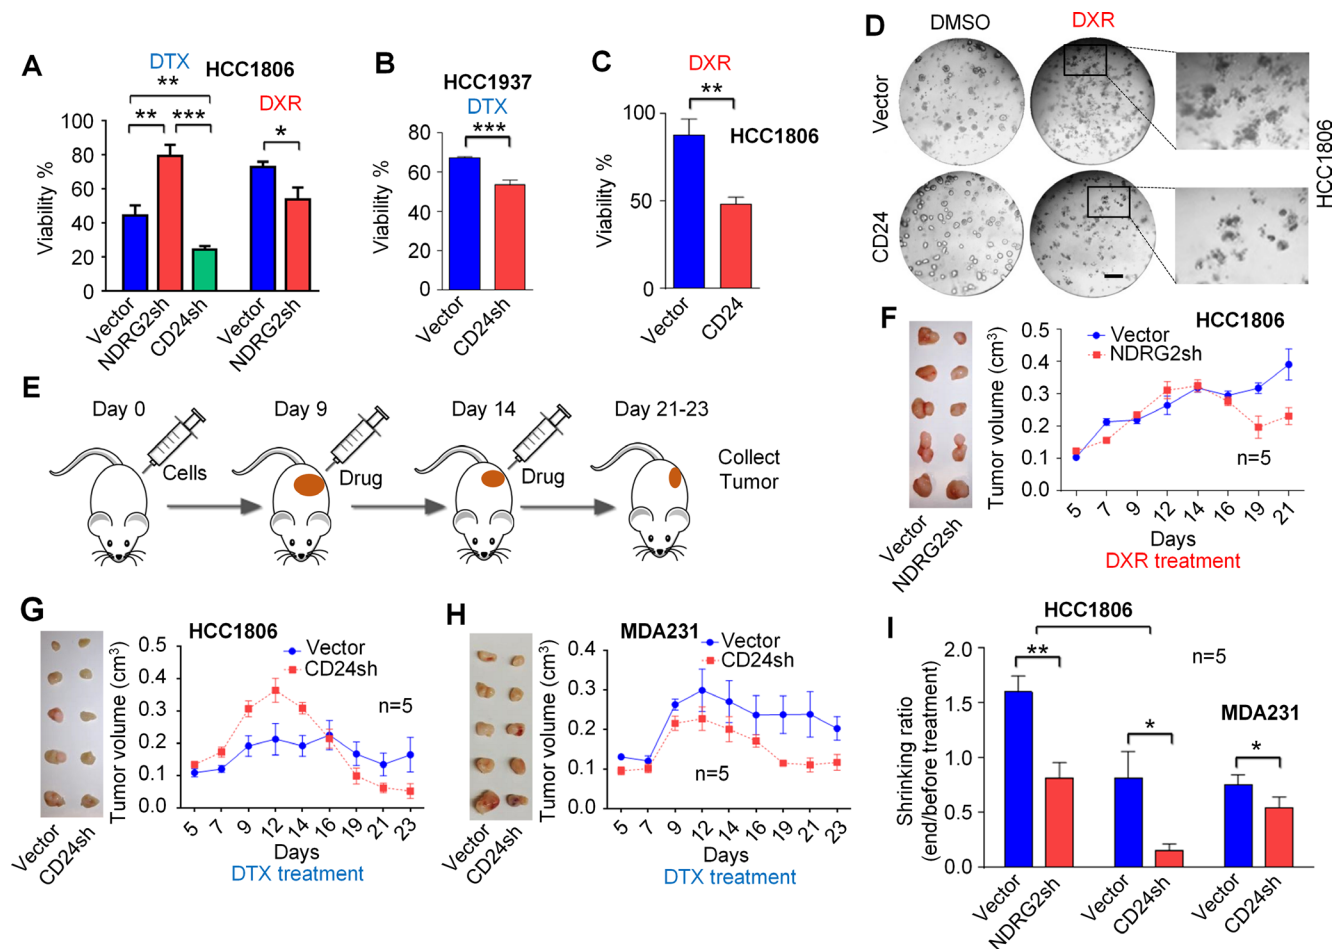 A
DTX
HCC1806
**
** ***
DXR
*
Viability %
100
80
60
40
20
0
Vector
NDRG2sh
CD24sh
Vector
NDRG2sh
B
HCC1937
DTX
***
Viability %
80
60
40
20
0
Vector
CD24sh
C
DXR
**
HCC1806
Viability %
100
50
0
Vector
CD24
D
DMSO
DXR
Vector
CD24
HCC1806
E
Day 0
Day 9
Day 14
Day 21-23
Cells
Drug
Drug
Collect
Tumor
F
HCC1806
Vector
NDRG2sh
Tumor volume (cm³)
0.5
0.4
0.3
0.2
0.1
0.0
n=5
5 7 9 12 14 16 19 21
Days
DXR treatment
Vector
NDRG2sh
G
HCC1806
Vector
CD24sh
Tumor volume (cm³)
0.5
0.4
0.3
0.2
0.1
0.0
n=5
5 7 9 12 14 16 19 21 23
Days
DTX treatment
Vector
CD24sh
H
MDA231
Vector
CD24sh
Tumor volume (cm³)
0.4
0.3
0.2
0.1
0.0
n=5
5 7 9 12 14 16 19 21 23
Days
DTX treatment
Vector
CD24sh
I
HCC1806
n=5
MDA231
**
*
*
Shrinking ratio
(end/before treatment)
2.0
1.5
1.0
0.5
0.0
Vector
NDRG2sh
Vector
CD24sh
Vector
CD24sh